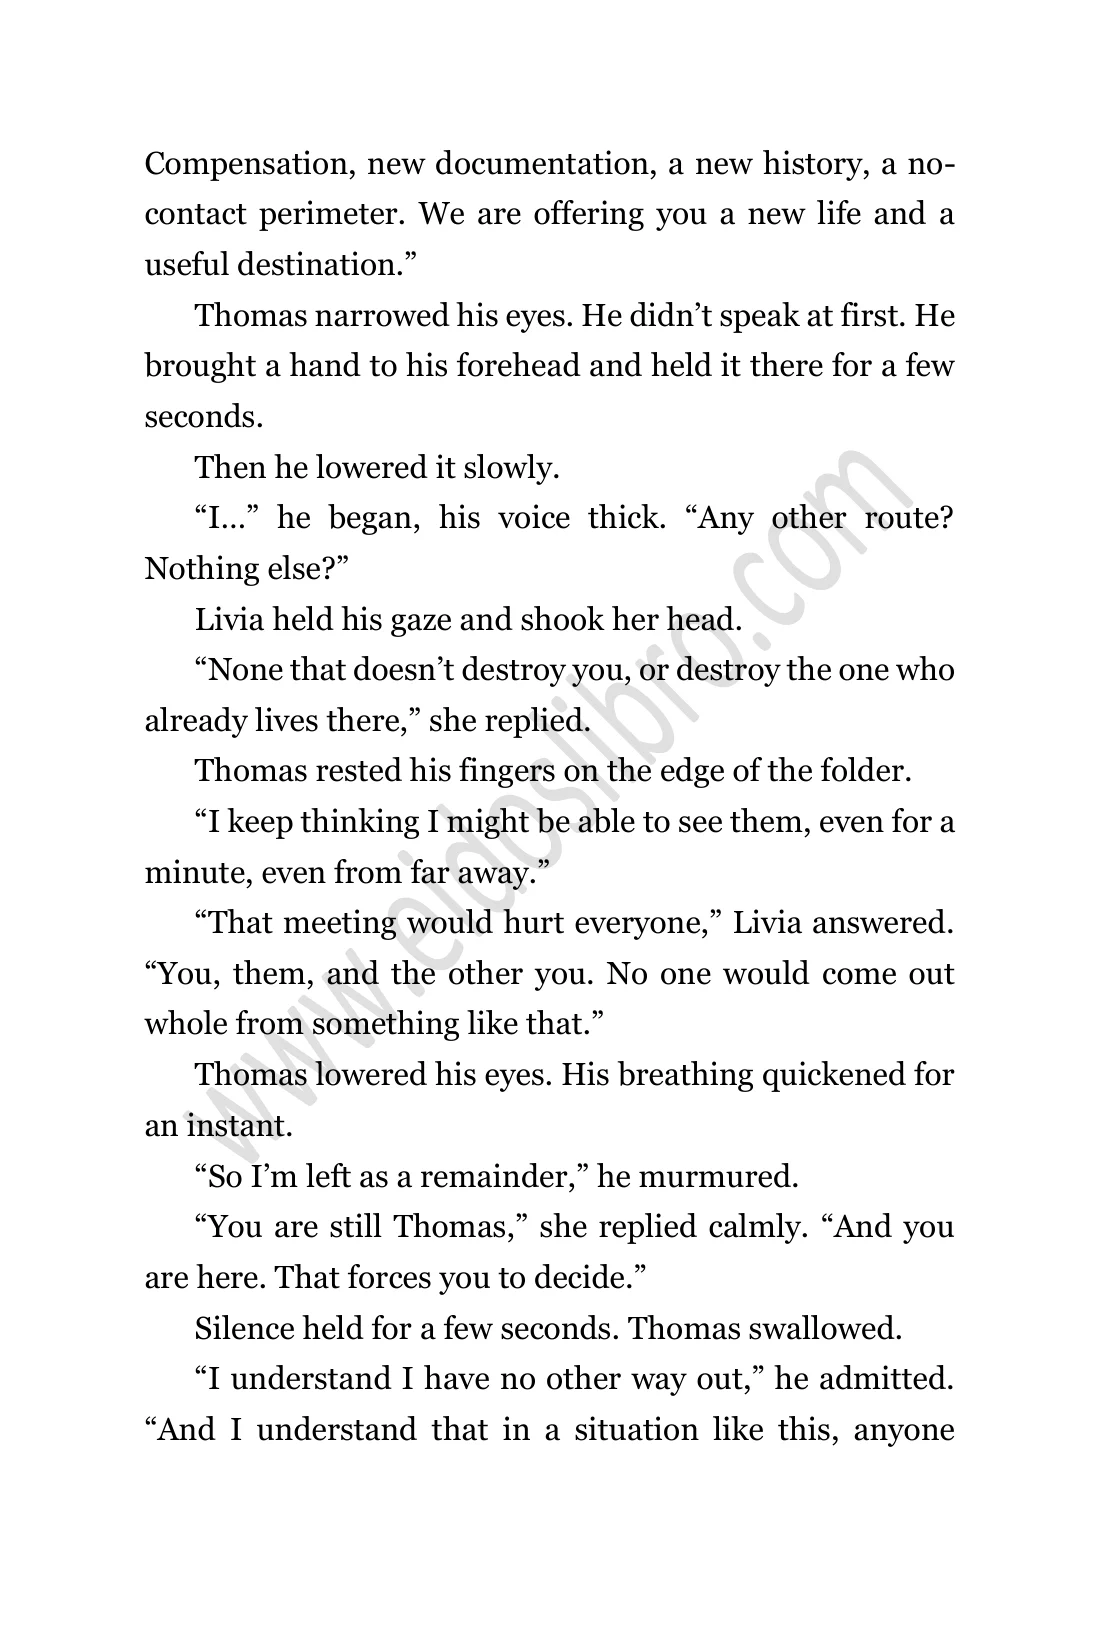 Compensation, new documentation, a new history, a no-
contact perimeter. We are offering you a new life and a
useful destination.”
Thomas narrowed his eyes. He didn’t speak at first. He
brought a hand to his forehead and held it there for a few
seconds.
Then he lowered it slowly.
“I…” he began, his voice thick. “Any other route?
Nothing else?”
Livia held his gaze and shook her head.
“None that doesn’t destroy you, or destroy the one who
already lives there,” she replied.
Thomas rested his fingers on the edge of the folder.
“I keep thinking I might be able to see them, even for a
minute, even from far away.”
“That meeting would hurt everyone,” Livia answered.
“You, them, and the other you. No one would come out
whole from something like that.”
Thomas lowered his eyes. His breathing quickened for
an instant.
“So I’m left as a remainder,” he murmured.
“You are still Thomas,” she replied calmly. “And you
are here. That forces you to decide.”
Silence held for a few seconds. Thomas swallowed.
“I understand I have no other way out,” he admitted.
“And I understand that in a situation like this, anyone
www.eidoslibro.com